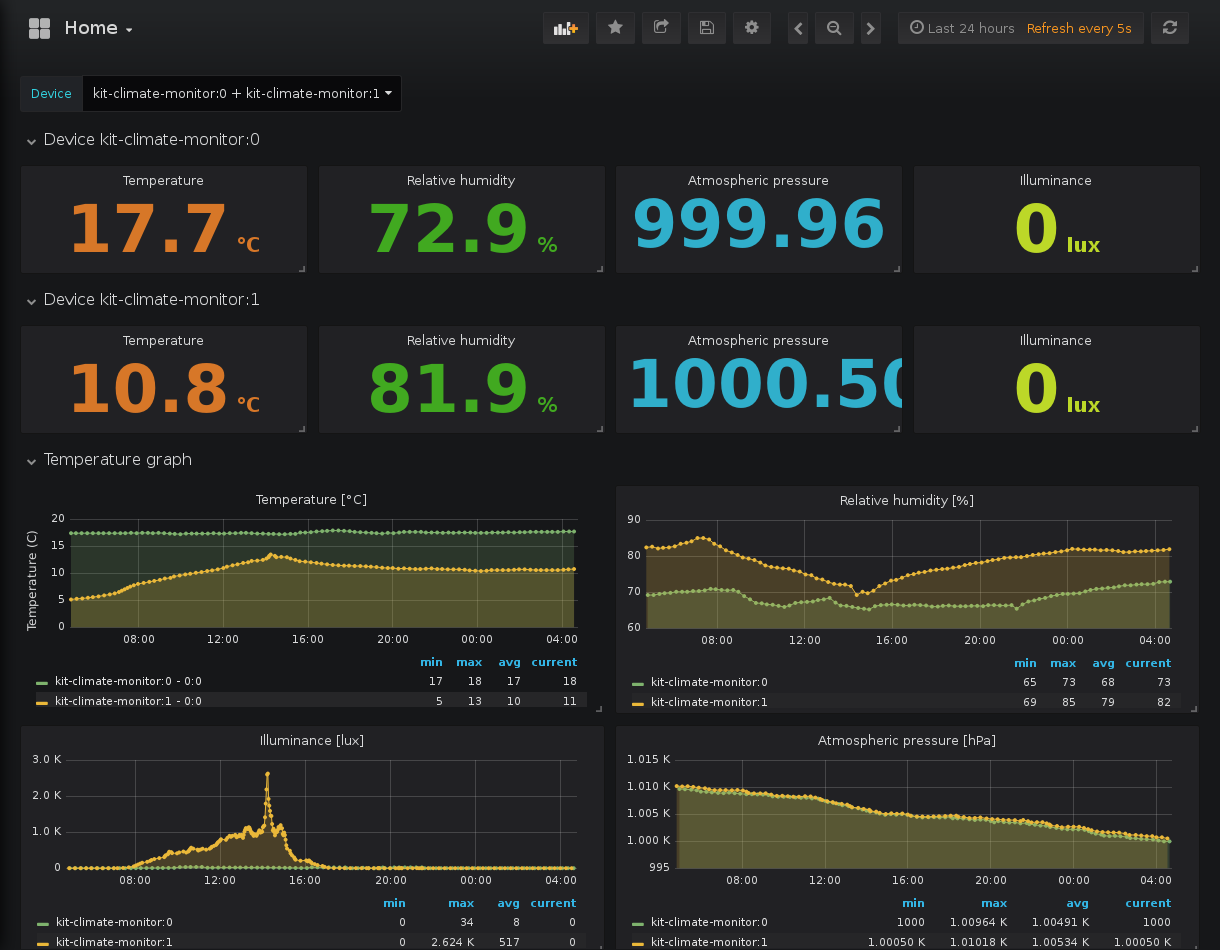 Home
Last 24 hours Refresh every 5s
Device kit-climate-monitor:0 + kit-climate-monitor:1
Device kit-climate-monitor:0
Temperature Relative humidity Atmospheric pressure Illuminance
17.7 °C 72.9 % 999.96 0 lux
Device kit-climate-monitor:1
Temperature Relative humidity Atmospheric pressure Illuminance
10.8 °C 81.9 % 1000.50 0 lux
Temperature graph
Temperature [°C]
Temperature (C)
20
15
10
5
0
08:00 12:00 16:00 20:00 00:00 04:00
min max avg current
kit-climate-monitor:0 - 0:0 17 18 17 18
kit-climate-monitor:1 - 0:0 5 13 10 11
Relative humidity [%]
90
80
70
60
08:00 12:00 16:00 20:00 00:00 04:00
min max avg current
kit-climate-monitor:0 65 73 68 73
kit-climate-monitor:1 69 85 79 82
Illuminance [lux]
3.0 K
2.0 K
1.0 K
0
08:00 12:00 16:00 20:00 00:00 04:00
min max avg current
kit-climate-monitor:0 0 34 8 0
kit-climate-monitor:1 0 2.624 K 517 0
Atmospheric pressure [hPa]
1.015 K
1.010 K
1.005 K
1.000 K
995
08:00 12:00 16:00 20:00 00:00 04:00
min max avg current
kit-climate-monitor:0 1000 1.00964 K 1.00491 K 1000
kit-climate-monitor:1 1.00050 K 1.01018 K 1.00534 K 1.00050 K